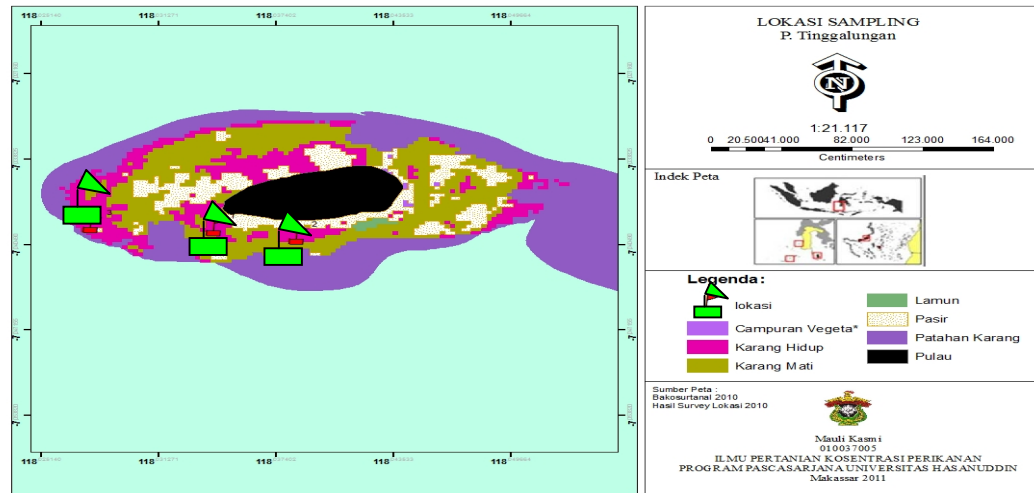 118 118 118 118 118
LOKASI SAMPLING
P. Tinggalungan
N
1:21.117
0 20.50041.000 82.000 123.000 164.000
Centimeters
Indek Peta
Legenda:
lokasi
Campuran Vegeta*
Karang Hidup
Karang Mati
Lamun
Pasir
Patahan Karang
Pulau
Sumber Peta :
Bakosurtanal 2010
Hasil Survey Lokasi 2010
Mauli Kasmi
010037005
ILMU PERTANIAN KOSENTRASI PERIKANAN
PROGRAM PASCASARJANA UNIVERSITAS HASANUDDIN
Makassar 2011
2
118 118 118 118 118